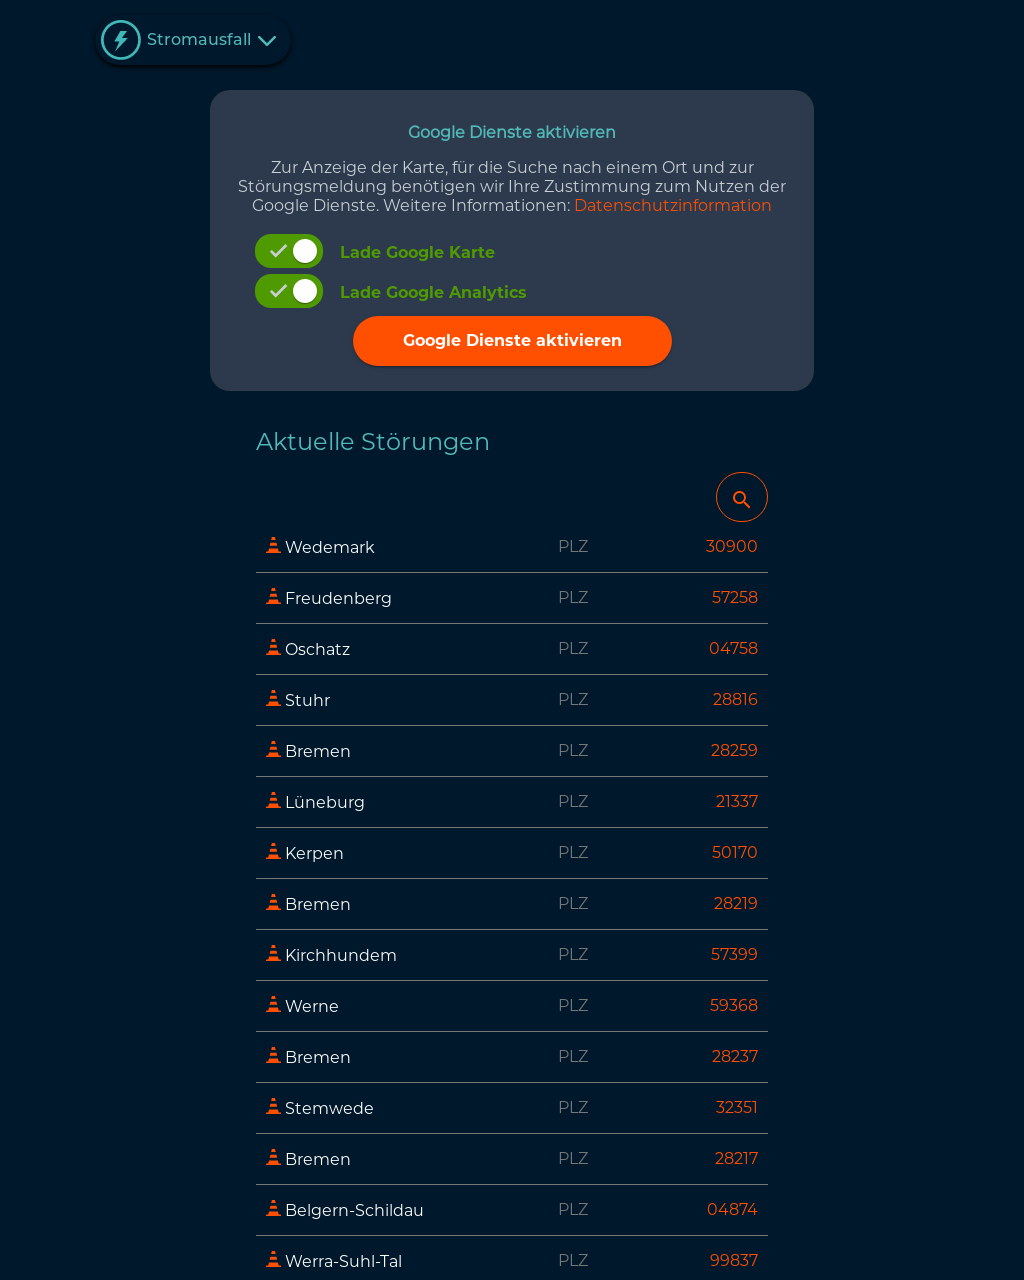 Stromausfall
Google Dienste aktivieren
Zur Anzeige der Karte, für die Suche nach einem Ort und zur
Störungsmeldung benötigen wir Ihre Zustimmung zum Nutzen der
Google Dienste. Weitere Informationen: Datenschutzinformation
Lade Google Karte
Lade Google Analytics
Google Dienste aktivieren
Aktuelle Störungen
Wedemark PLZ 30900
Freudenberg PLZ 57258
Oschatz PLZ 04758
Stuhr PLZ 28816
Bremen PLZ 28259
Lüneburg PLZ 21337
Kerpen PLZ 50170
Bremen PLZ 28219
Kirchhundem PLZ 57399
Werne PLZ 59368
Bremen PLZ 28237
Stemwede PLZ 32351
Bremen PLZ 28217
Belgern-Schildau PLZ 04874
Werra-Suhl-Tal PLZ 99837